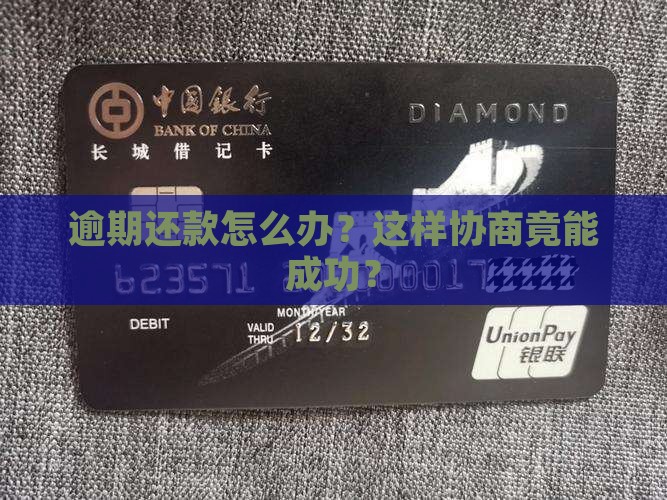 中国银行
BANK OF CHINA
DIAMOND
长城借记卡
逾期还款怎么办？这样协商竟能
成功？
DEBIT
MONTH/YEAR
VALID
THRU
12/32
UnionPay
银联